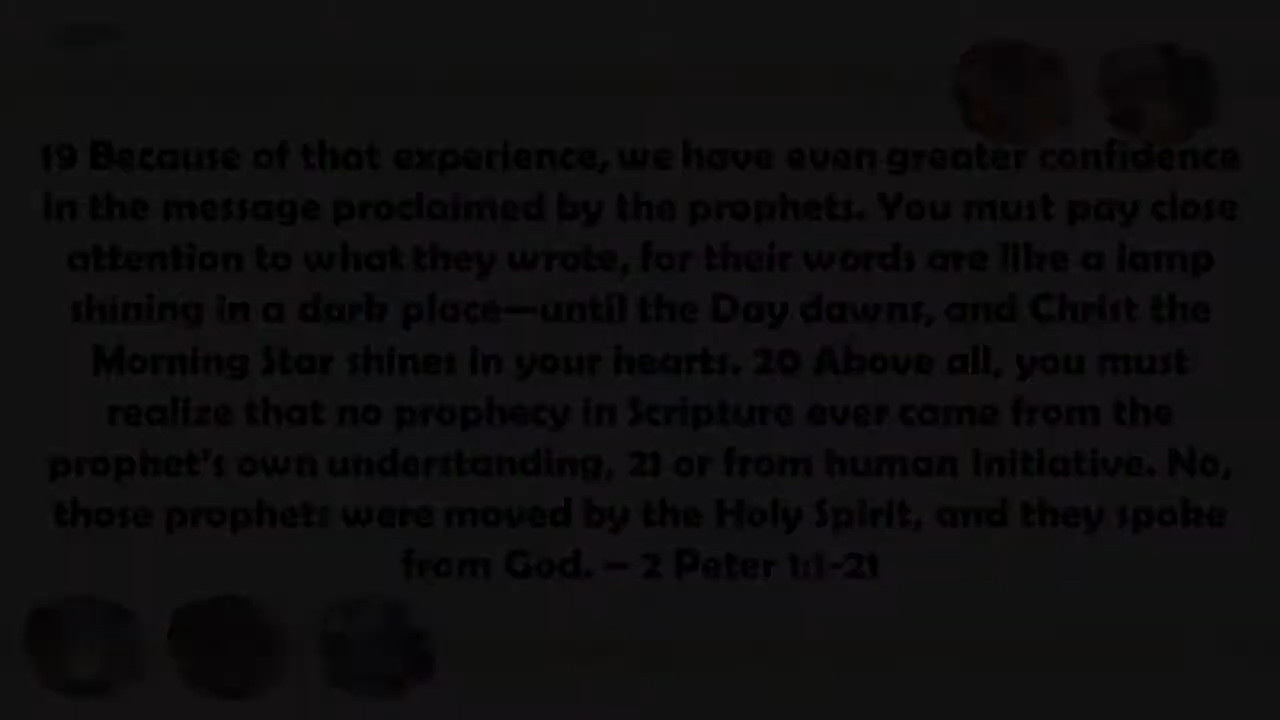 19 Because of that experience, we have even greater confidence
in the message proclaimed by the prophets. You must pay close
attention to what they wrote, for their words are like a lamp
shining in a dark place—until the Day dawns, and Christ the
Morning Star shines in your hearts. 20 Above all, you must
realize that no prophecy in Scripture ever came from the
prophet's own understanding, 21 or from human initiative. No,
those prophets were moved by the Holy Spirit, and they spoke
from God. – 2 Peter 1:1-21